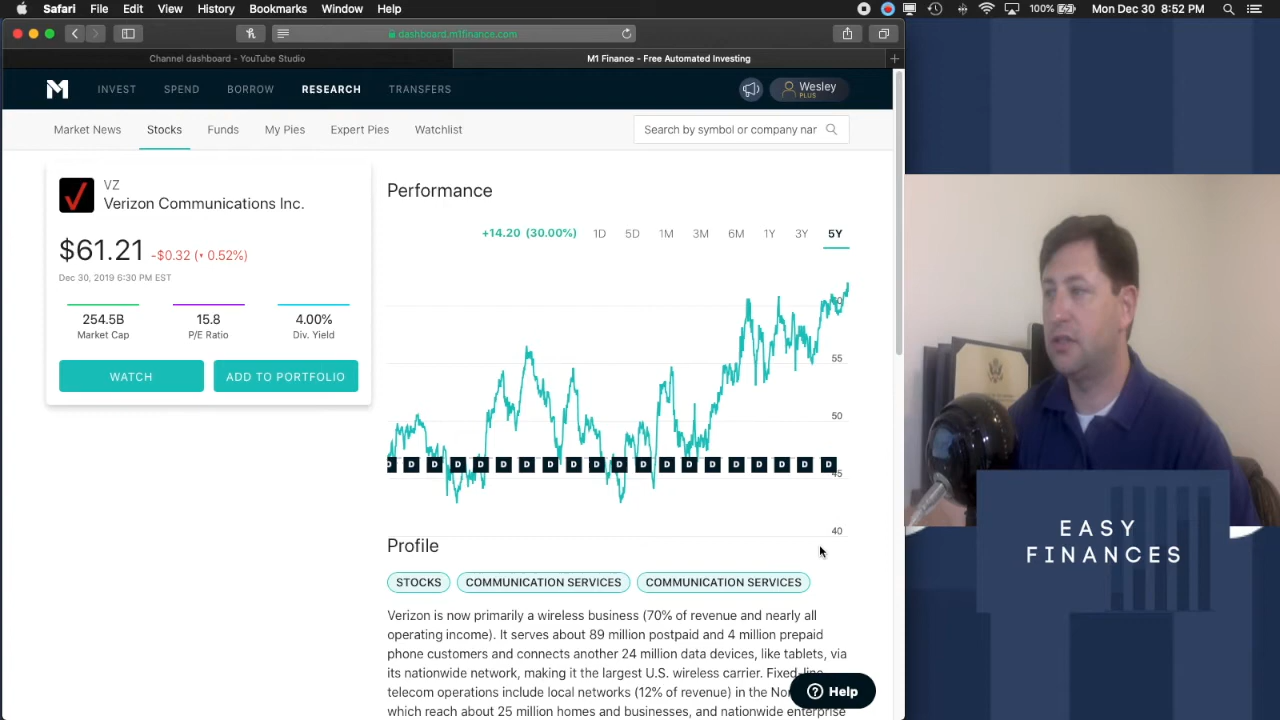 Safari File Edit View History Bookmarks Window Help 100% Mon Dec 30 8:52 PM
dashboard.m1finance.com
Channel dashboard - YouTube Studio M1 Finance - Free Automated Investing
INVEST SPEND BORROW RESEARCH TRANSFERS Wesley
PLUS
Market News Stocks Funds My Pies Expert Pies Watchlist Search by symbol or company nar
VZ
Verizon Communications Inc.
$61.21 -$0.32 (▼ 0.52%)
Dec 30, 2019 6:30 PM EST
254.5B 15.8 4.00%
Market Cap P/E Ratio Div. Yield
WATCH ADD TO PORTFOLIO
Performance
+14.20 (30.00%) 1D 5D 1M 3M 6M 1Y 3Y 5Y
60
55
50
D D D D D D D D D D D D D D D D D D D D
45
40
Profile
STOCKS COMMUNICATION SERVICES COMMUNICATION SERVICES
Verizon is now primarily a wireless business (70% of revenue and nearly all
operating income). It serves about 89 million postpaid and 4 million prepaid
phone customers and connects another 24 million data devices, like tablets, via
its nationwide network, making it the largest U.S. wireless carrier. Fixed-line
telecom operations include local networks (12% of revenue) in the
which reach about 25 million homes and businesses, and nationwide enterprise
Help
EASY
FINANCES